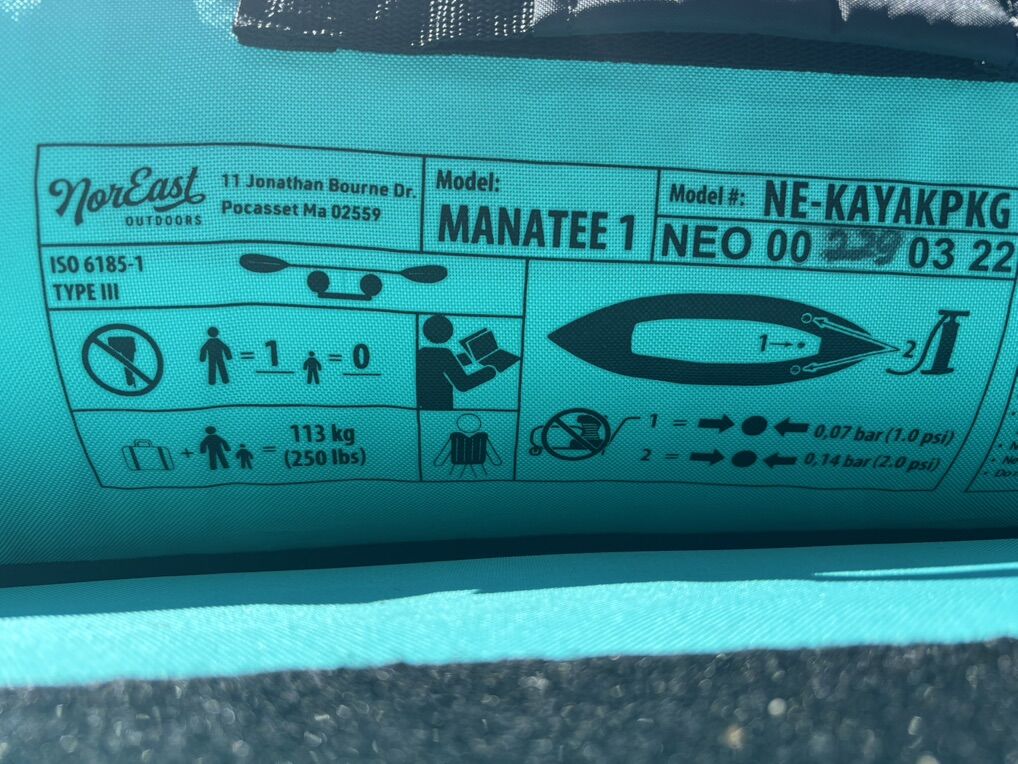 NorEast
OUTDOORS
11 Jonathan Bourne Dr.
Pocasset Ma 02559
Model:
MANATEE 1
Model #: NE-KAYAKPKG
NEO 00 229 03 22
ISO 6185-1
TYPE III
= 1 = 0
+ = 113 kg
(250 lbs)
1→
2
1 = 0,07 bar (1.0 psi)
2 = 0,14 bar (2.0 psi)